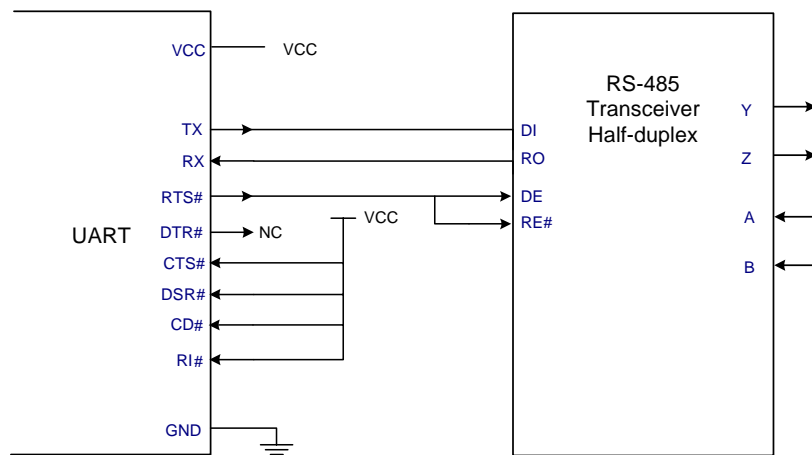 VCC
VCC
TX
RX
RTS#
DTR#
NC
CTS#
DSR#
CD#
RI#
GND
UART
VCC
RS-485
Transceiver
Half-duplex
DI
RO
DE
RE#
Y
Z
A
B